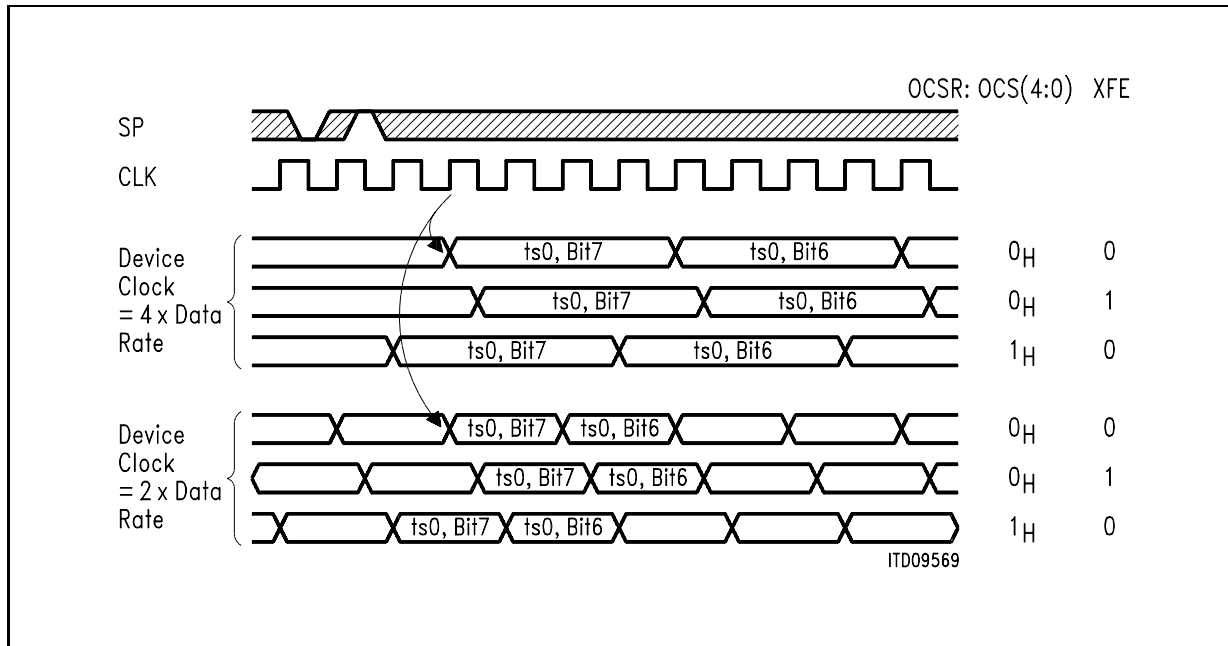 OCSR: OCS(4:0) XFE
SP
CLK
Device
Clock
= 4 x Data
Rate
ts0, Bit7 ts0, Bit6 0H 0
ts0, Bit7 ts0, Bit6 0H 1
ts0, Bit7 ts0, Bit6 1H 0
Device
Clock
= 2 x Data
Rate
ts0, Bit7 ts0, Bit6 0H 0
ts0, Bit7 ts0, Bit6 0H 1
ts0, Bit7 ts0, Bit6 1H 0
ITD09569